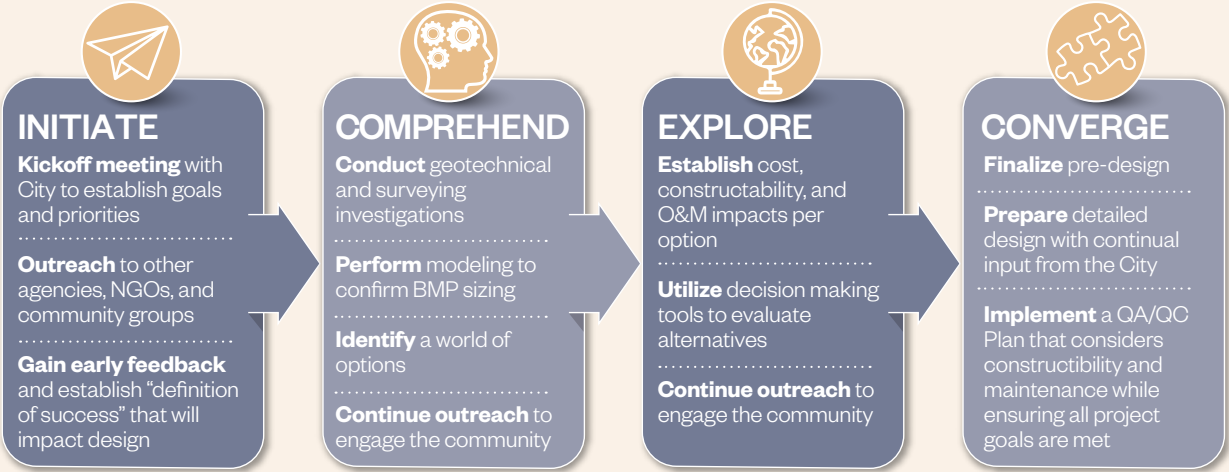 INITIATE
Kickoff meeting with
City to establish goals
and priorities
Outreach to other
agencies, NGOs, and
community groups
Gain early feedback
and establish “definition
of success” that will
impact design
COMPREHEND
Conduct geotechnical
and surveying
investigations
Perform modeling to
confirm BMP sizing
Identify a world of
options
Continue outreach to
engage the community
EXPLORE
Establish cost,
constructability, and
O&M impacts per
option
Utilize decision making
tools to evaluate
alternatives
Continue outreach to
engage the community
CONVERGE
Finalize pre-design
Prepare detailed
design with continual
input from the City
Implement a QA/QC
Plan that considers
constructibility and
maintenance while
ensuring all project
goals are met